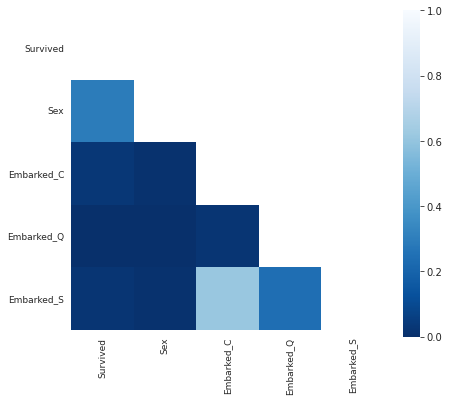 Survived
Sex
Embarked_C
Embarked_Q
Embarked_S
Survived
Sex
Embarked_C
Embarked_Q
Embarked_S
1.0
0.8
0.6
0.4
0.2
0.0